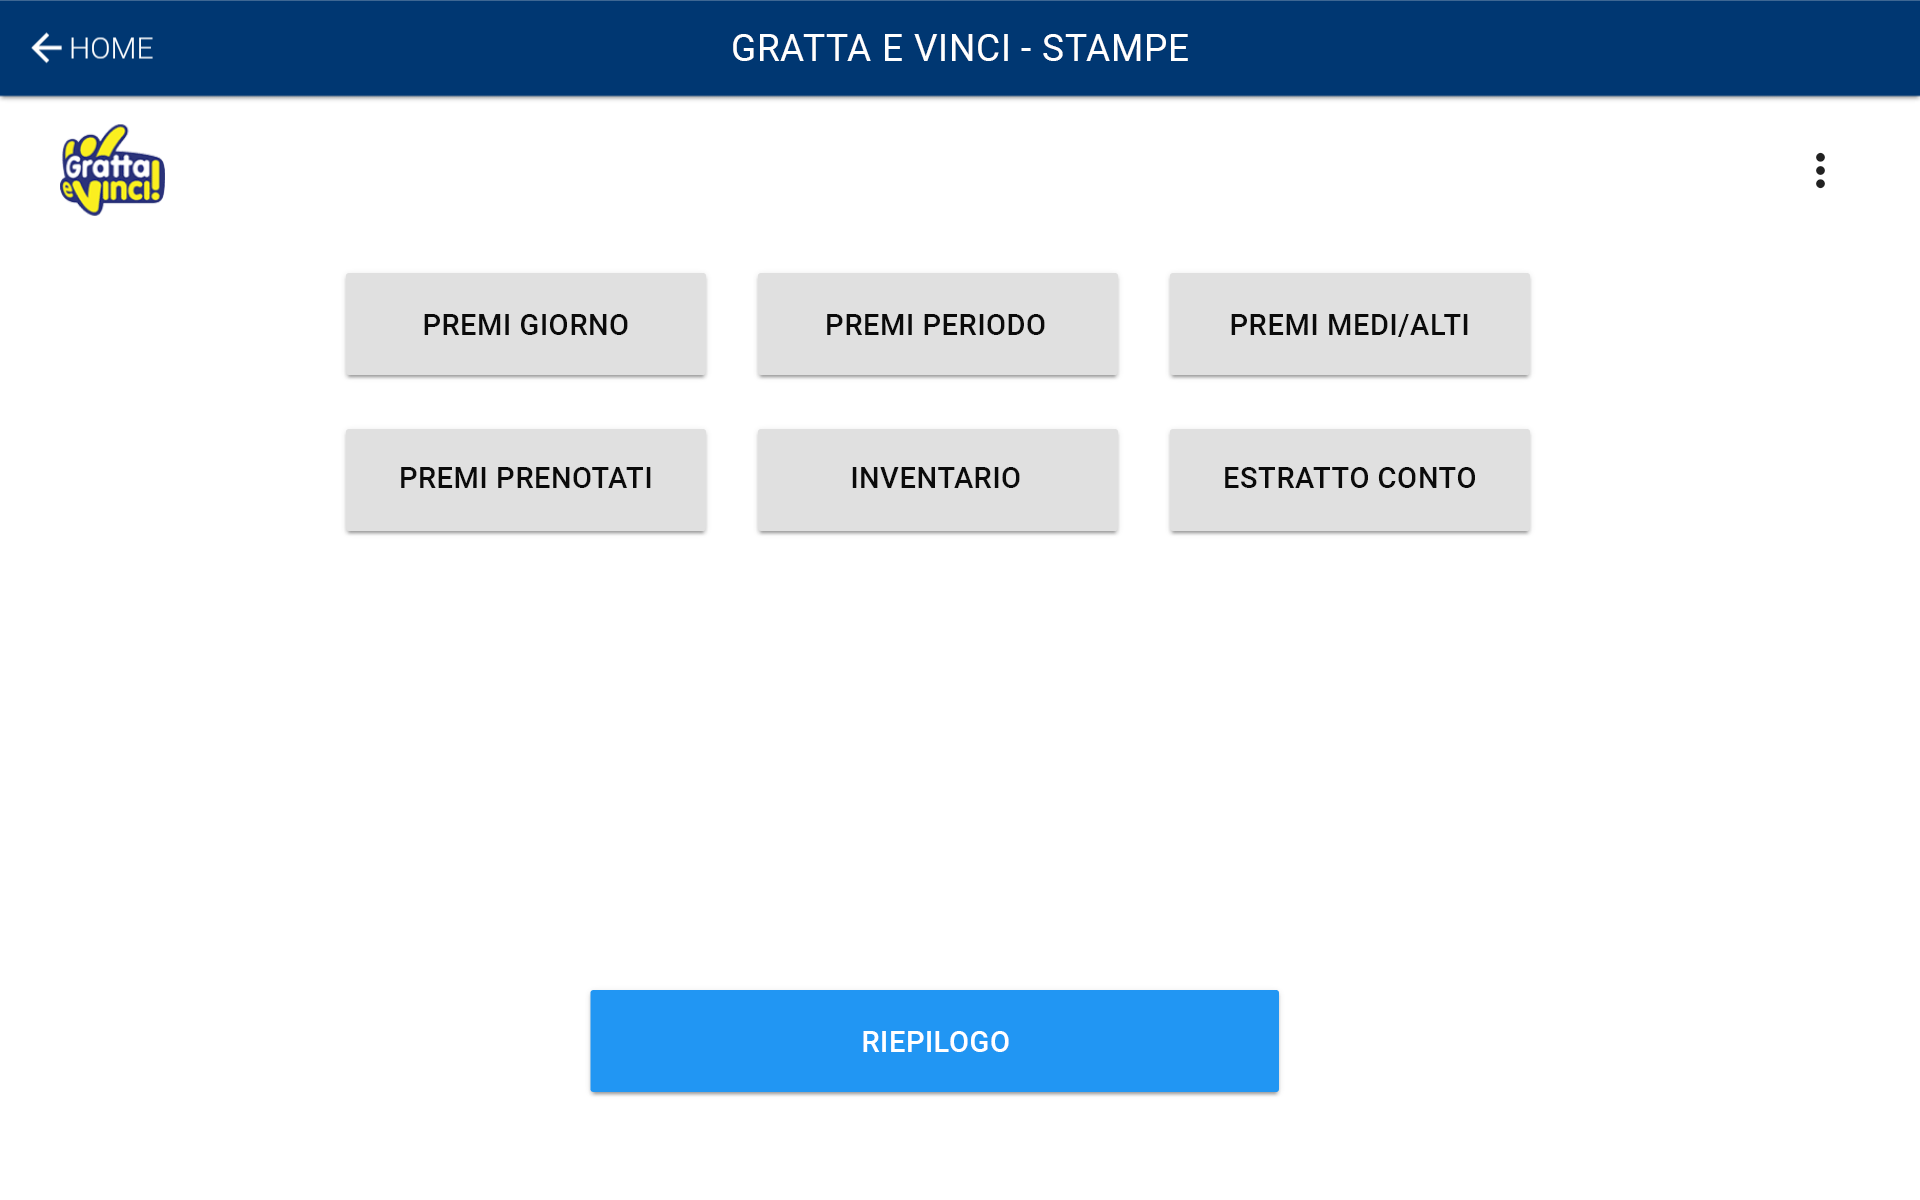 HOME
GRATTA E VINCI - STAMPE
Gratta
e Vinci!
PREMI GIORNO
PREMI PERIODO
PREMI MEDI/ALTI
PREMI PRENOTATI
INVENTARIO
ESTRATTO CONTO
RIEPILOGO